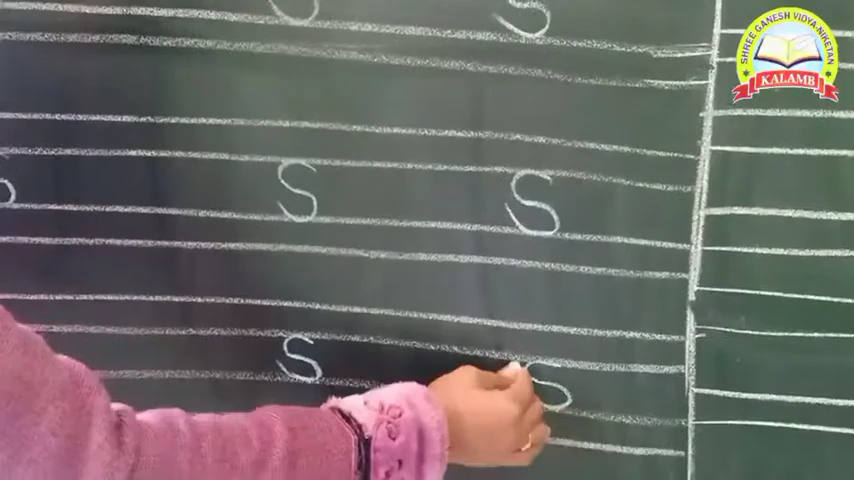 S S
SHREE GANESH VIDYA NIKETAN
KALAMB
S S S
S S